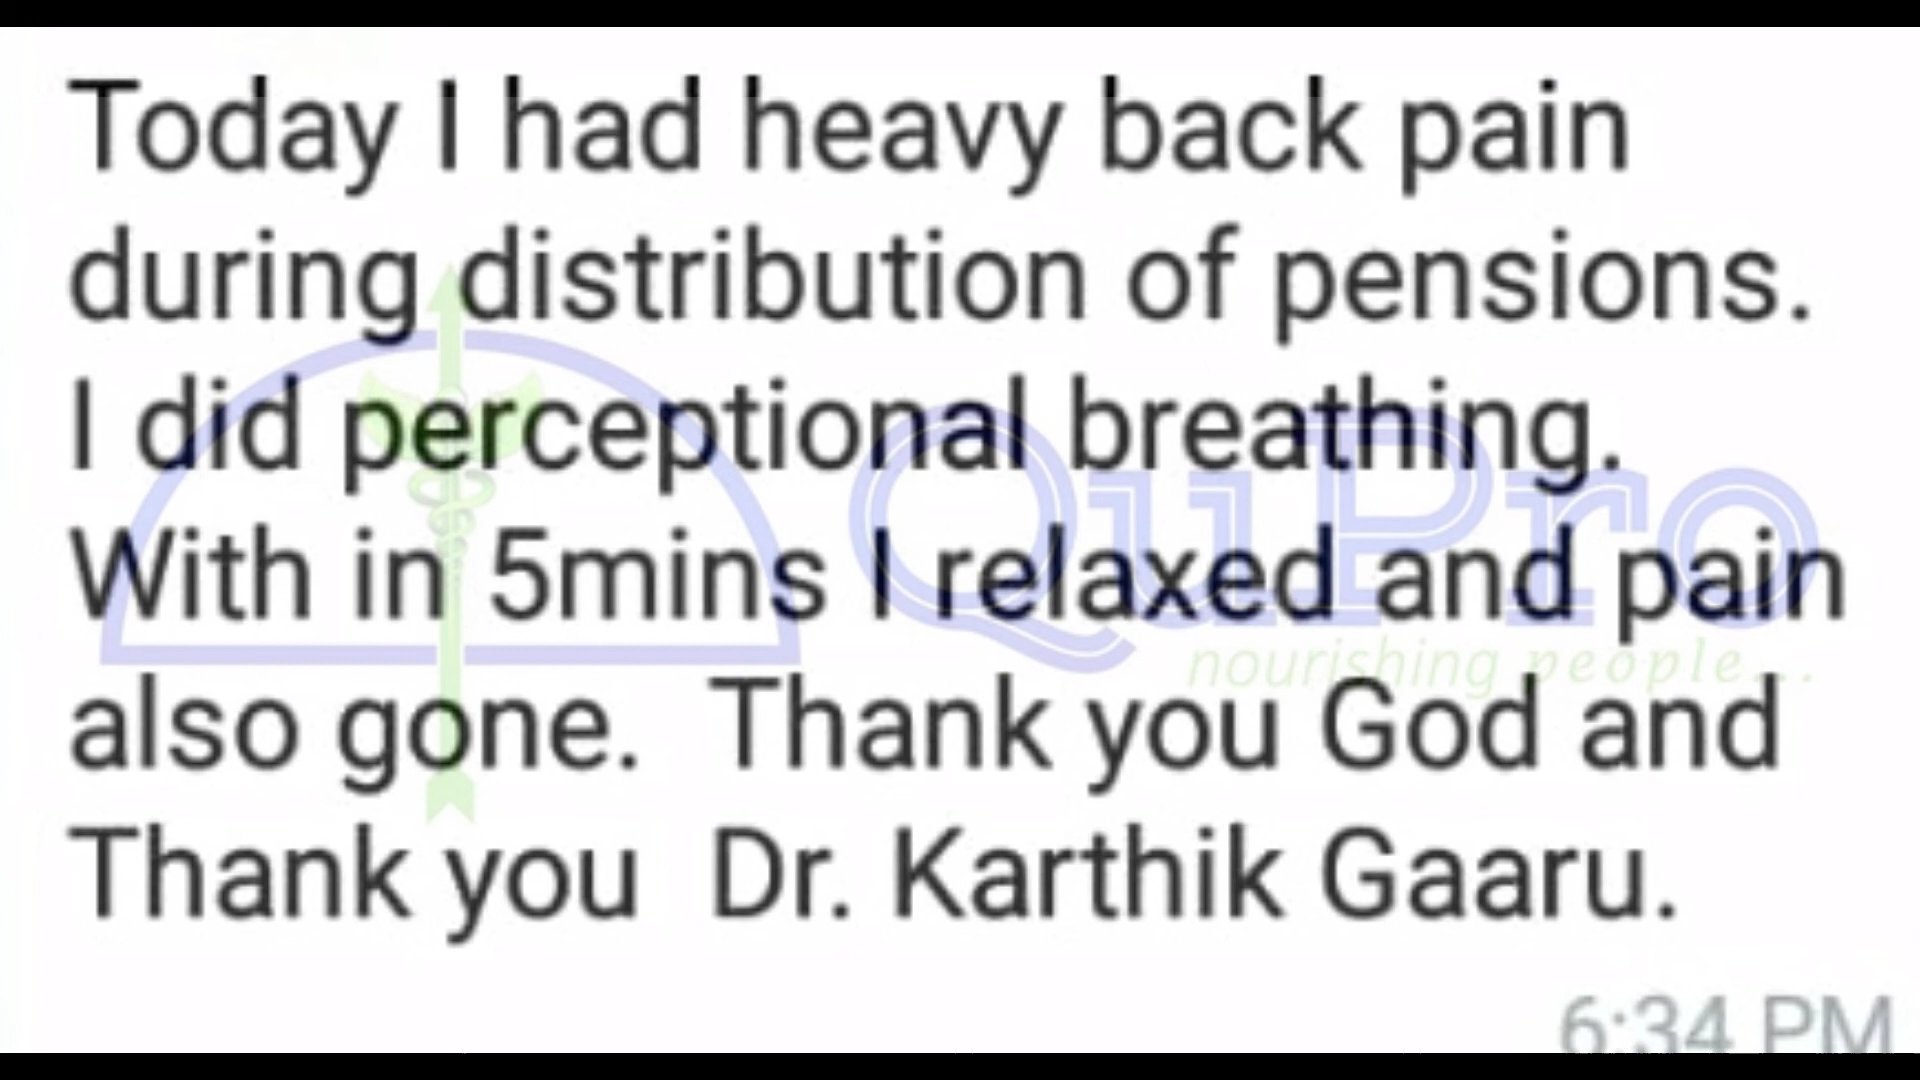 Today I had heavy back pain
during distribution of pensions.
I did perceptional breathing.
With in 5mins I relaxed and pain
also gone.  Thank you God and
Thank you  Dr. Karthik Gaaru.
6:34 PM
QuPro
nourishing people...